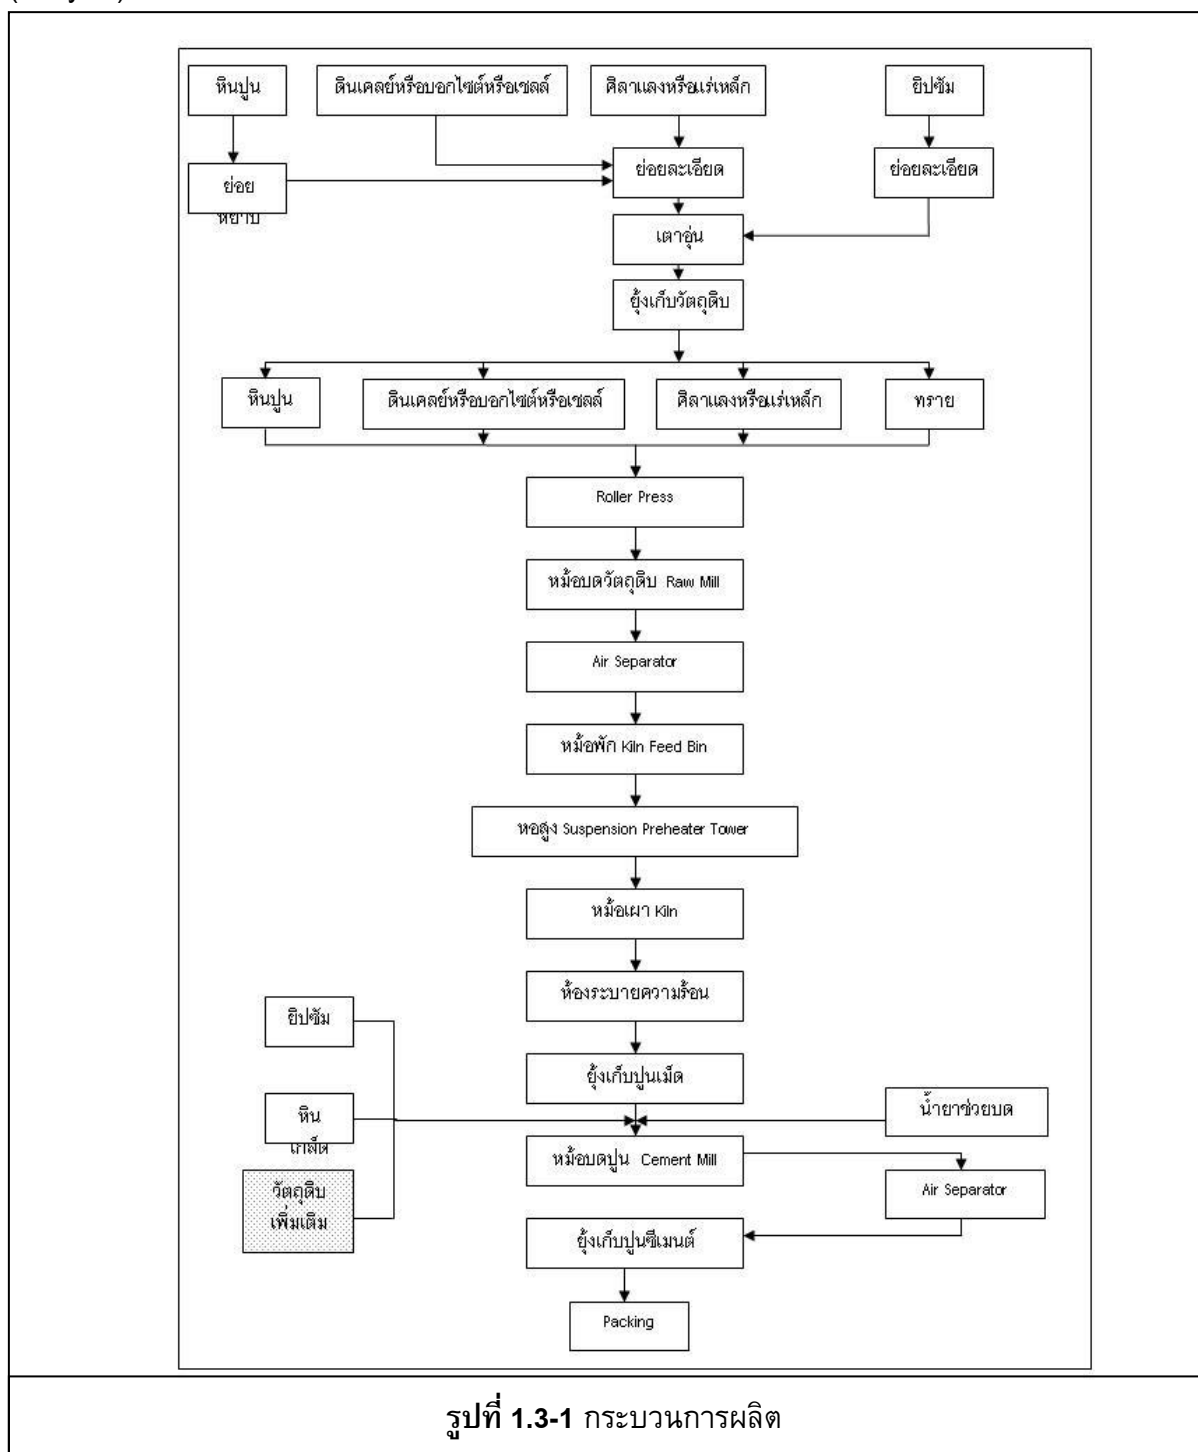 หินปูน
ดินเคลย์หรือบอกไซต์หรือเชลล์
ศิลาแลงหรือแร่เหล็ก
ยิปซัม
ย่อย
หยาบ
ย่อยละเอียด
ย่อยละเอียด
เตาอุ่น
ยุ้งเก็บวัตถุดิบ
หินปูน
ดินเคลย์หรือบอกไซต์หรือเชลล์
ศิลาแลงหรือแร่เหล็ก
ทราย
Roller Press
หม้อบดวัตถุดิบ Raw Mill
Air Separator
หม้อพัก Kiln Feed Bin
หอสูง Suspension Preheater Tower
หม้อเผา Kiln
ห้องระบายความร้อน
ยิปซัม
ยุ้งเก็บปูนเม็ด
หิน
เกล็ด
น้ำยาช่วยบด
หม้อบดปูน Cement Mill
วัตถุดิบ
เพิ่มเติม
Air Separator
ยุ้งเก็บปูนซีเมนต์
Packing
รูปที่ 1.3-1 กระบวนการผลิต